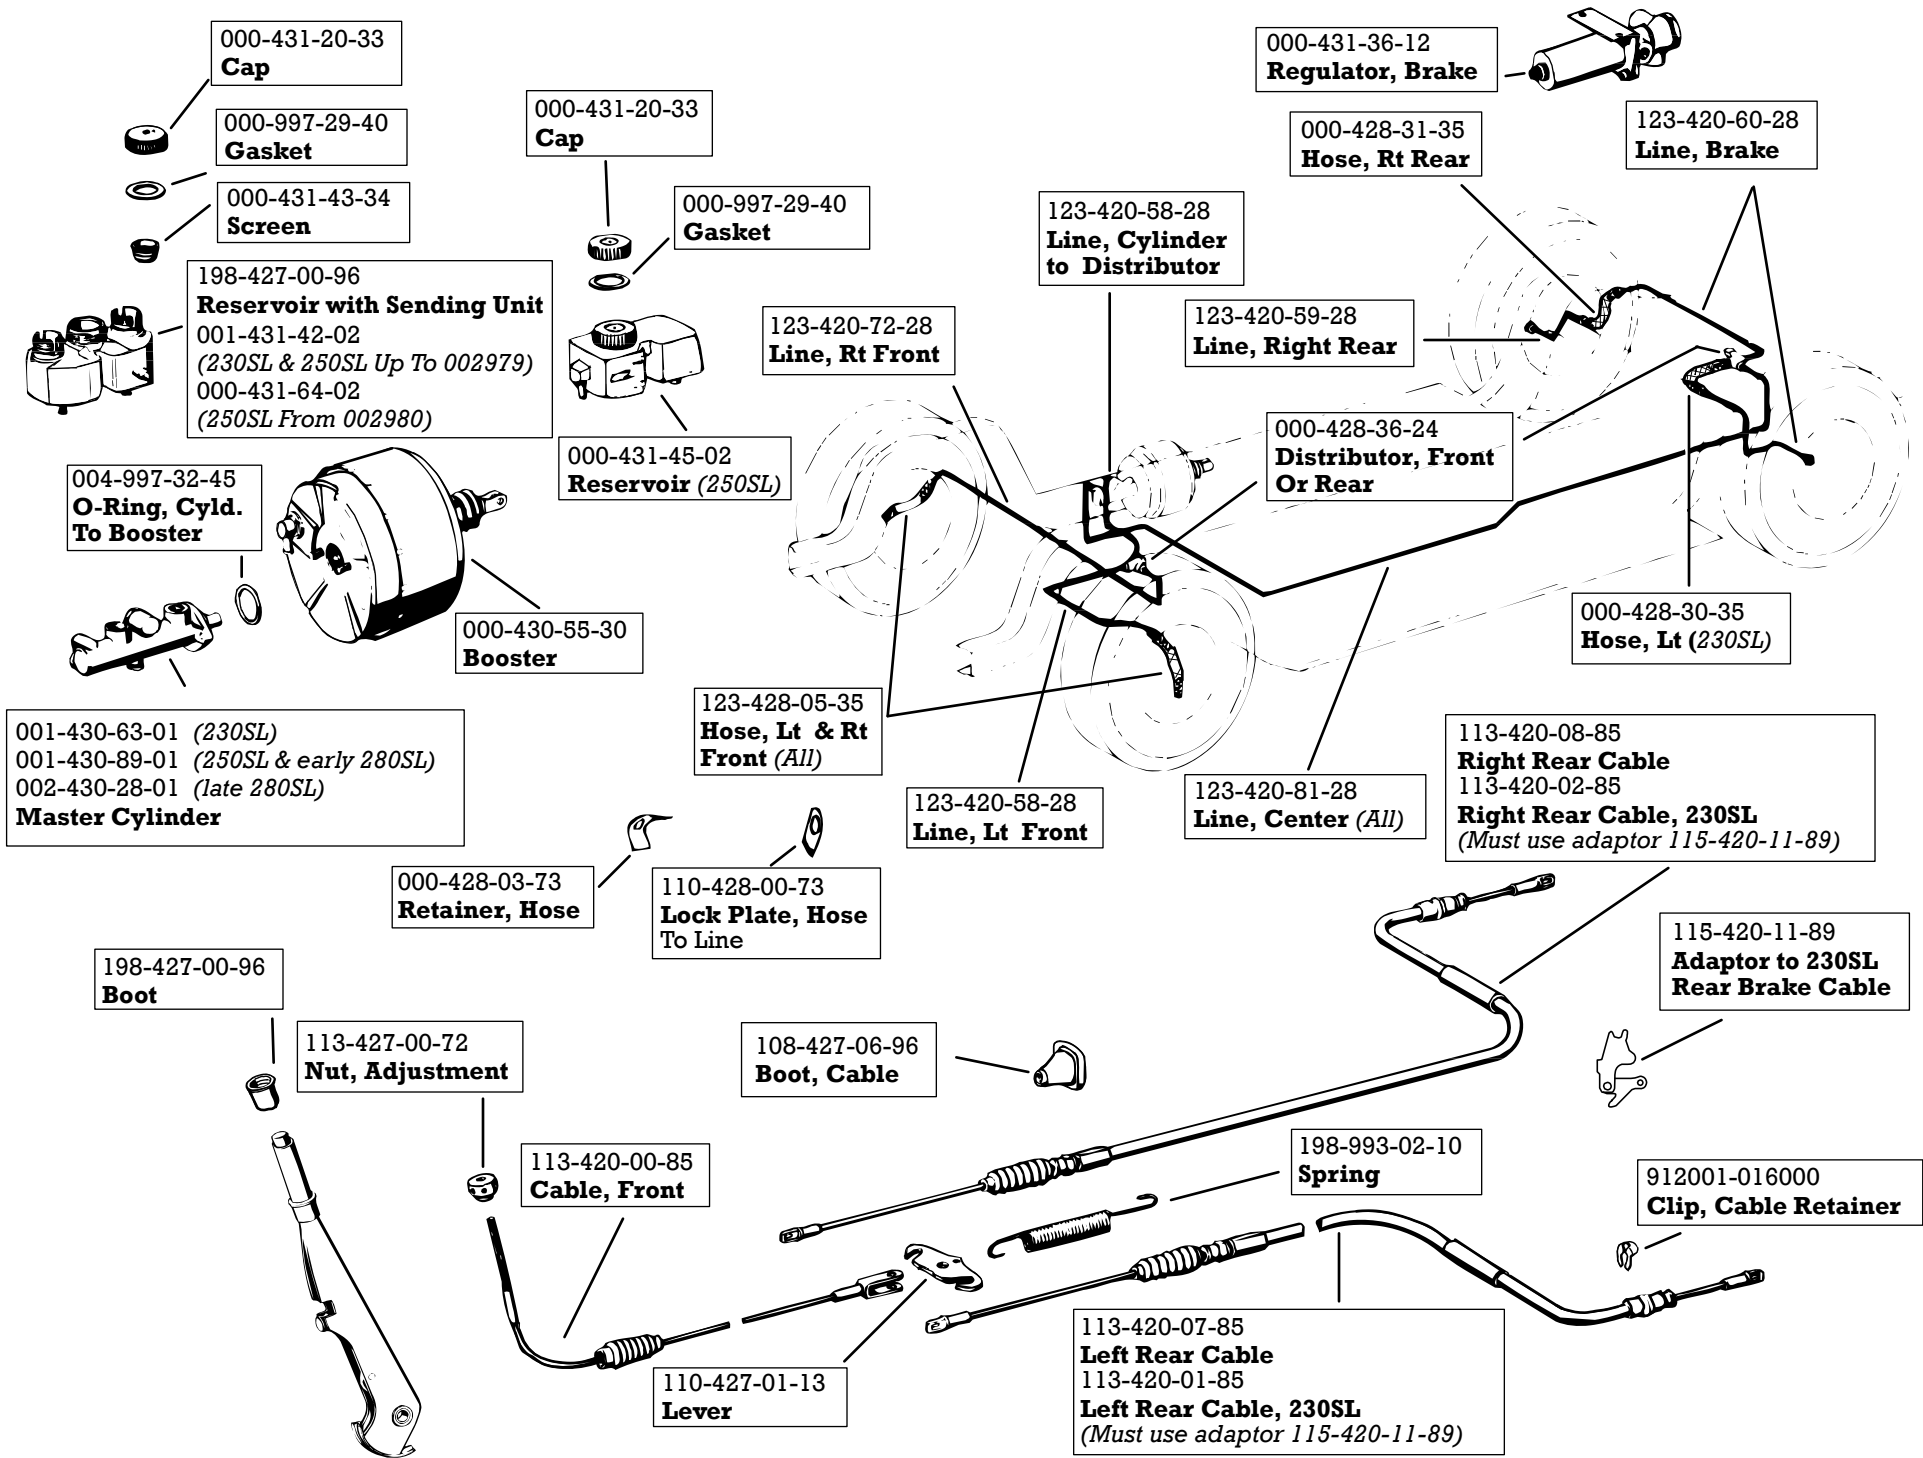 000-431-20-33
Cap
000-997-29-40
Gasket
000-431-43-34
Screen
198-427-00-96
Reservoir with Sending Unit
001-431-42-02
(230SL & 250SL Up To 002979)
000-431-64-02
(250SL From 002980)
000-431-20-33
Cap
000-997-29-40
Gasket
000-431-45-02
Reservoir (250SL)
004-997-32-45
O-Ring, Cyld.
To Booster
000-430-55-30
Booster
001-430-63-01 (230SL)
001-430-89-01 (250SL & early 280SL)
002-430-28-01 (late 280SL)
Master Cylinder
000-431-36-12
Regulator, Brake
000-428-31-35
Hose, Rt Rear
123-420-60-28
Line, Brake
123-420-58-28
Line, Cylinder
to Distributor
123-420-72-28
Line, Rt Front
123-420-59-28
Line, Right Rear
000-428-36-24
Distributor, Front
Or Rear
000-428-30-35
Hose, Lt (230SL)
123-428-05-35
Hose, Lt & Rt
Front (All)
123-420-58-28
Line, Lt Front
123-420-81-28
Line, Center (All)
113-420-08-85
Right Rear Cable
113-420-02-85
Right Rear Cable, 230SL
(Must use adaptor 115-420-11-89)
000-428-03-73
Retainer, Hose
110-428-00-73
Lock Plate, Hose
To Line
115-420-11-89
Adaptor to 230SL
Rear Brake Cable
198-427-00-96
Boot
113-427-00-72
Nut, Adjustment
108-427-06-96
Boot, Cable
113-420-00-85
Cable, Front
198-993-02-10
Spring
912001-016000
Clip, Cable Retainer
110-427-01-13
Lever
113-420-07-85
Left Rear Cable
113-420-01-85
Left Rear Cable, 230SL
(Must use adaptor 115-420-11-89)